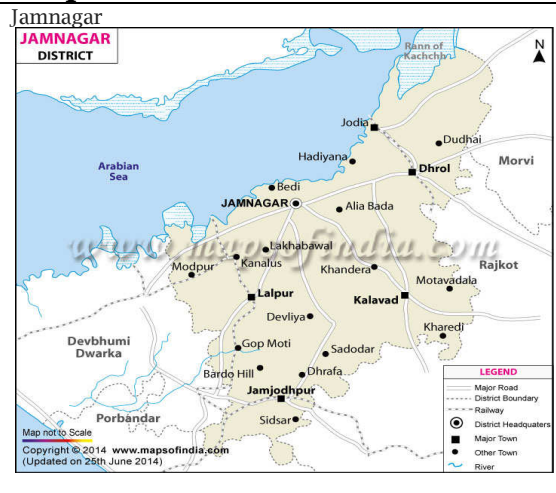 Jamnagar
JAMNAGAR
DISTRICT
Rann of
Kachchh
N
Jodia
Dudhai
Hadiyana
Dhrol
Morvi
Arabian
Sea
Bedi
JAMNAGAR
Alia Bada
www.mapsofindia.com
Lakhabawal
Kanalus
Modpur
Khandera
Rajkot
Motavadala
Lalpur
Kalavad
Devliya
Kharedl
Devbhumi
Dwarka
Gop Moti
Sadodar
Bardo Hill
Dhrafa
Jamjodhpur
Porbandar
Sidsar
LEGEND
Major Road
District Boundary
Railway
District Headquaters
Major Town
Other Town
River
Map not to Scale
Copyright © 2014 www.mapsofindia.com
(Updated on 25th June 2014)